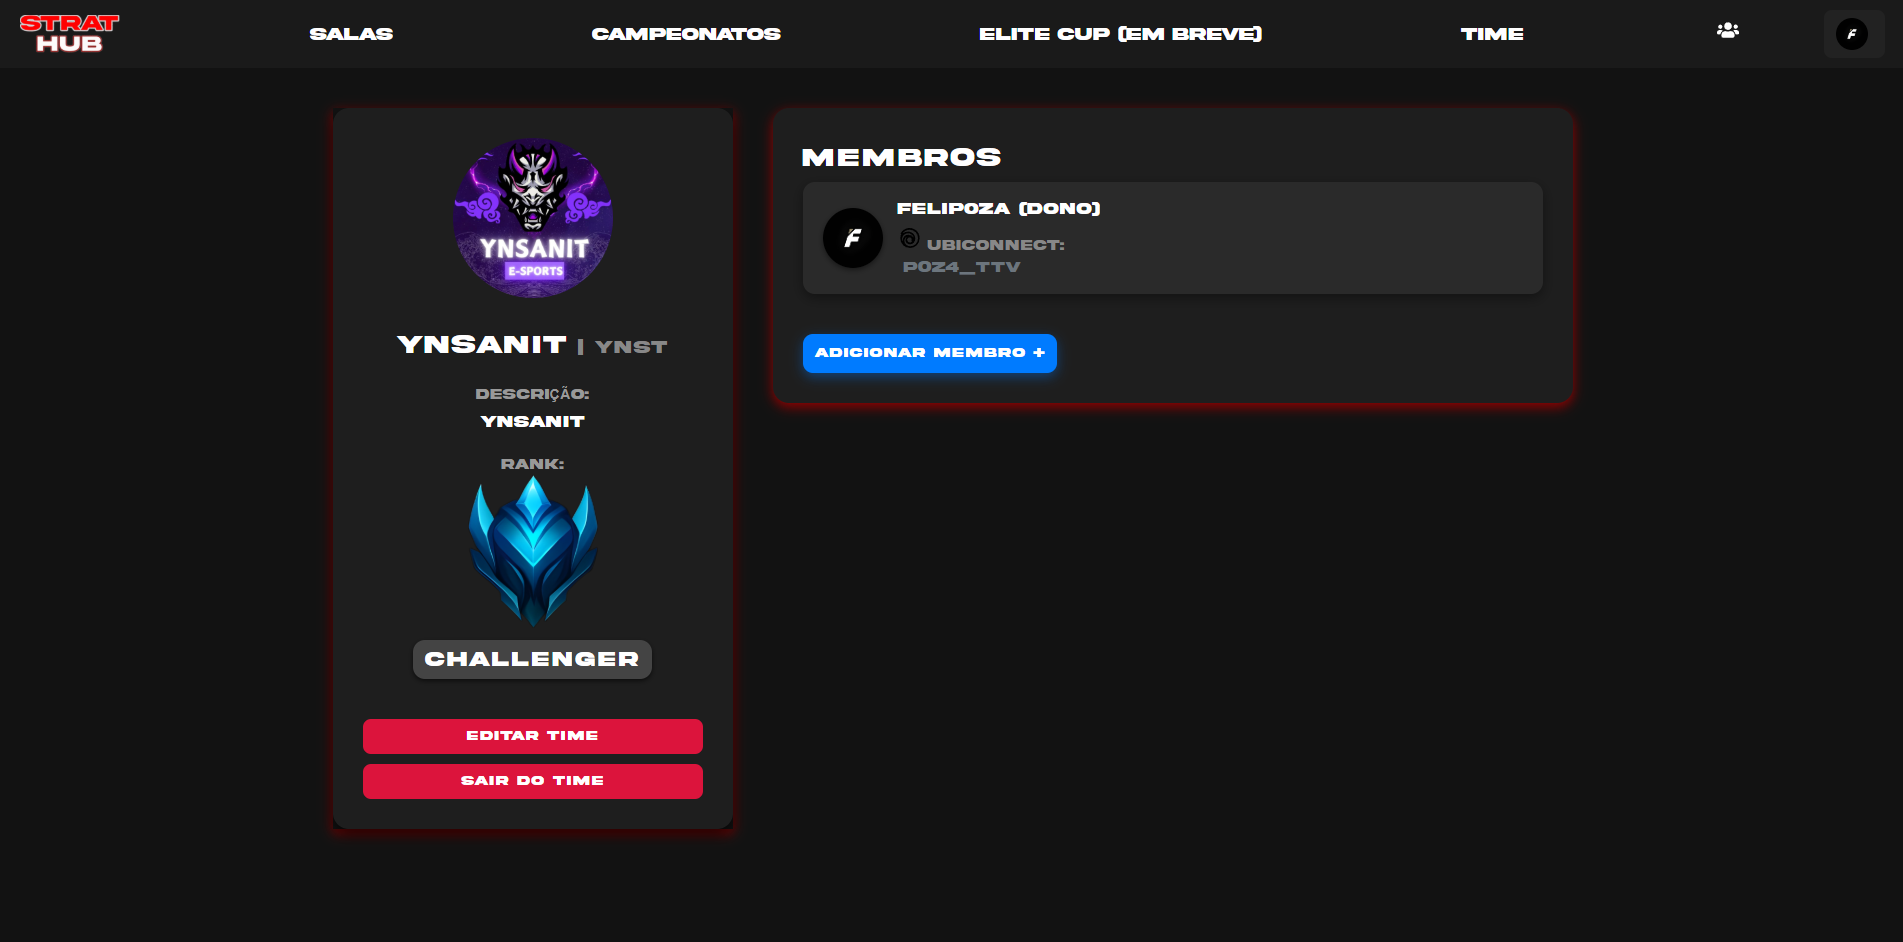 STRAT
HUB
SALAS
CAMPEONATOS
ELITE CUP (EM BREVE)
TIME
F
YNSANIT
E-SPORTS
YNSANIT | YNST
DESCRIÇÃO:
YNSANIT
RANK:
CHALLENGER
EDITAR TIME
SAIR DO TIME
MEMBROS
F
FELIPOZA (DONO)
UBICONNECT:
P0Z4_TTV
ADICIONAR MEMBRO +